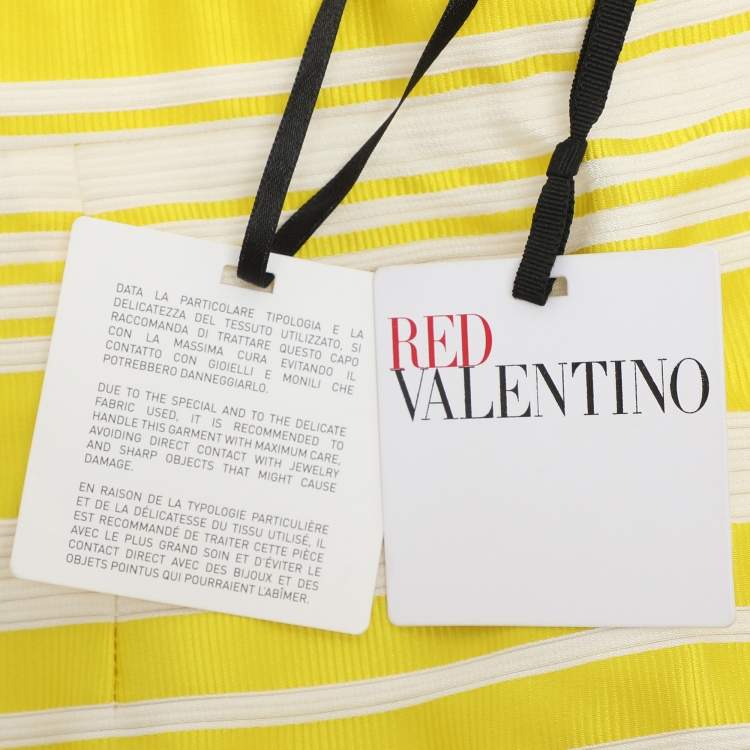 DATA LA PARTICOLARE TIPOLOGIA E LA
DELICATEZZA DEL TESSUTO UTILIZZATO, SI
RACCOMANDA DI TRATTARE QUESTO CAPO
CON LA MASSIMA CURA EVITANDO IL
CONTATTO CON GIOIELLI E MONILI CHE
POTREBBERO DANNEGGIARLO.
DUE TO THE SPECIAL AND TO THE DELICATE
FABRIC USED, IT IS RECOMMENDED TO
HANDLE THIS GARMENT WITH MAXIMUM CARE,
AVOIDING DIRECT CONTACT WITH JEWELRY
AND SHARP OBJECTS THAT MIGHT CAUSE
DAMAGE.
EN RAISON DE LA TYPOLOGIE PARTICULIÈRE
ET DE LA DÉLICATESSE DU TISSU UTILISÉ, IL
EST RECOMMANDÉ DE TRAITER CETTE PIÈCE
AVEC LE PLUS GRAND SOIN ET D'ÉVITER LE
CONTACT DIRECT AVEC DES BIJOUX ET DES
OBJETS POINTUS QUI POURRAIENT L'ABÎMER.
RED
VALENTINO